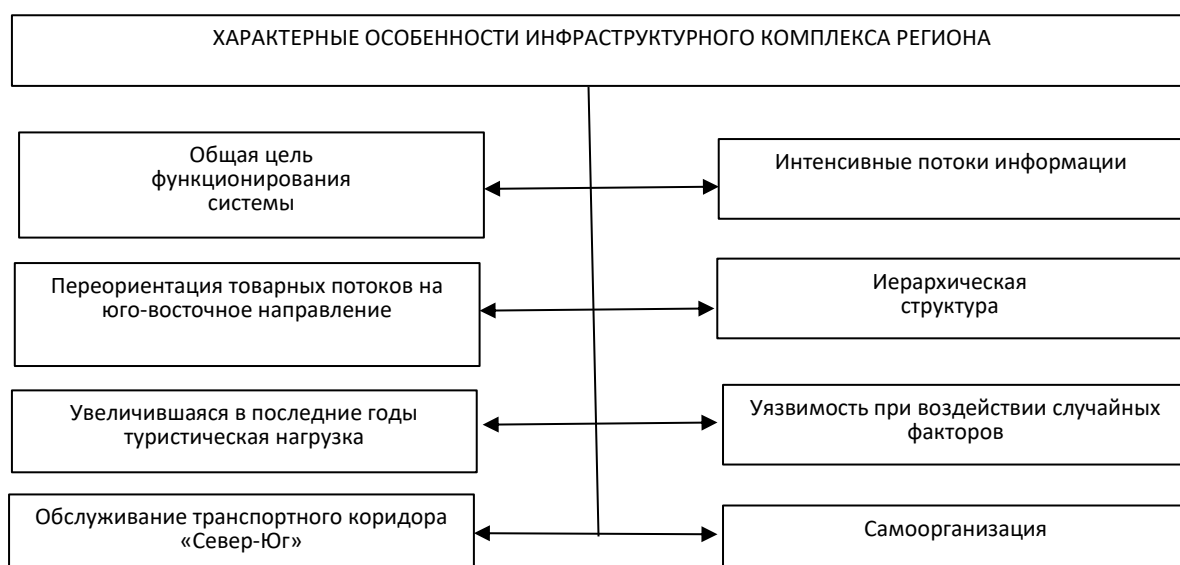 ХАРАКТЕРНЫЕ ОСОБЕННОСТИ ИНФРАСТРУКТУРНОГО КОМПЛЕКСА РЕГИОНА
Общая цель
функционирования
системы
Интенсивные потоки информации
Переориентация товарных потоков на
юго-восточное направление
Иерархическая
структура
Увеличившаяся в последние годы
туристическая нагрузка
Уязвимость при воздействии случайных
факторов
Обслуживание транспортного коридора
«Север-Юг»
Самоорганизация